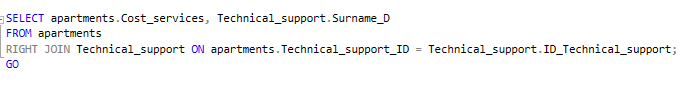 SELECT apartments.Cost_services, Technical_support.Surname_D
FROM apartments
RIGHT JOIN Technical_support ON apartments.Technical_support_ID = Technical_support.ID_Technical_support;
GO